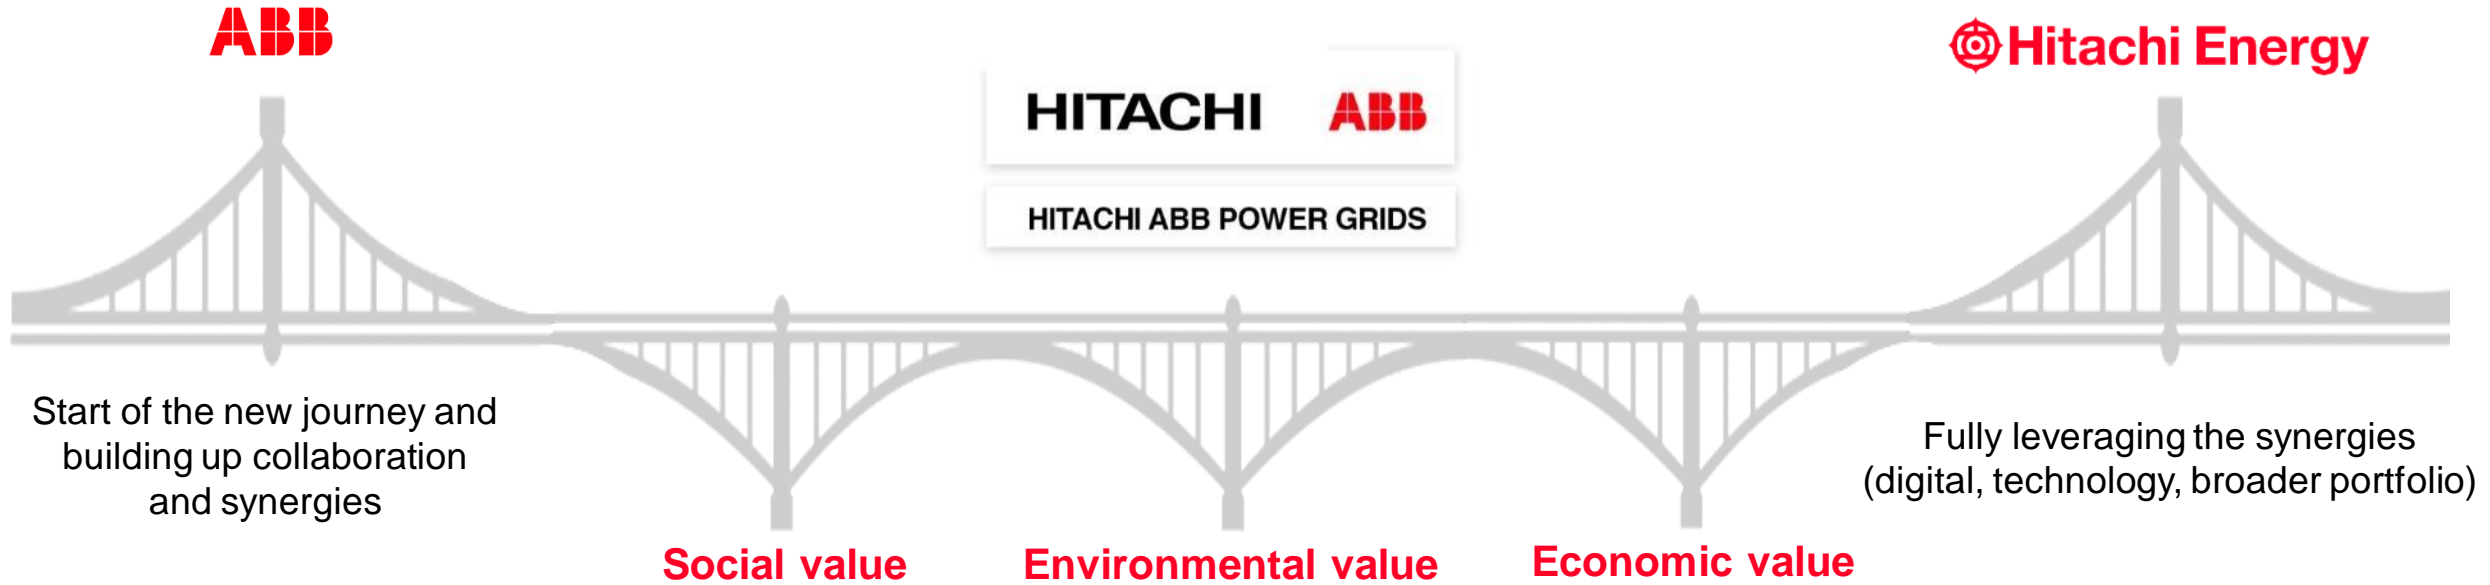 ABB
Hitachi Energy
HITACHI ABB
HITACHI ABB POWER GRIDS
Start of the new journey and
building up collaboration
and synergies
Fully leveraging the synergies
(digital, technology, broader portfolio)
Social value
Environmental value
Economic value